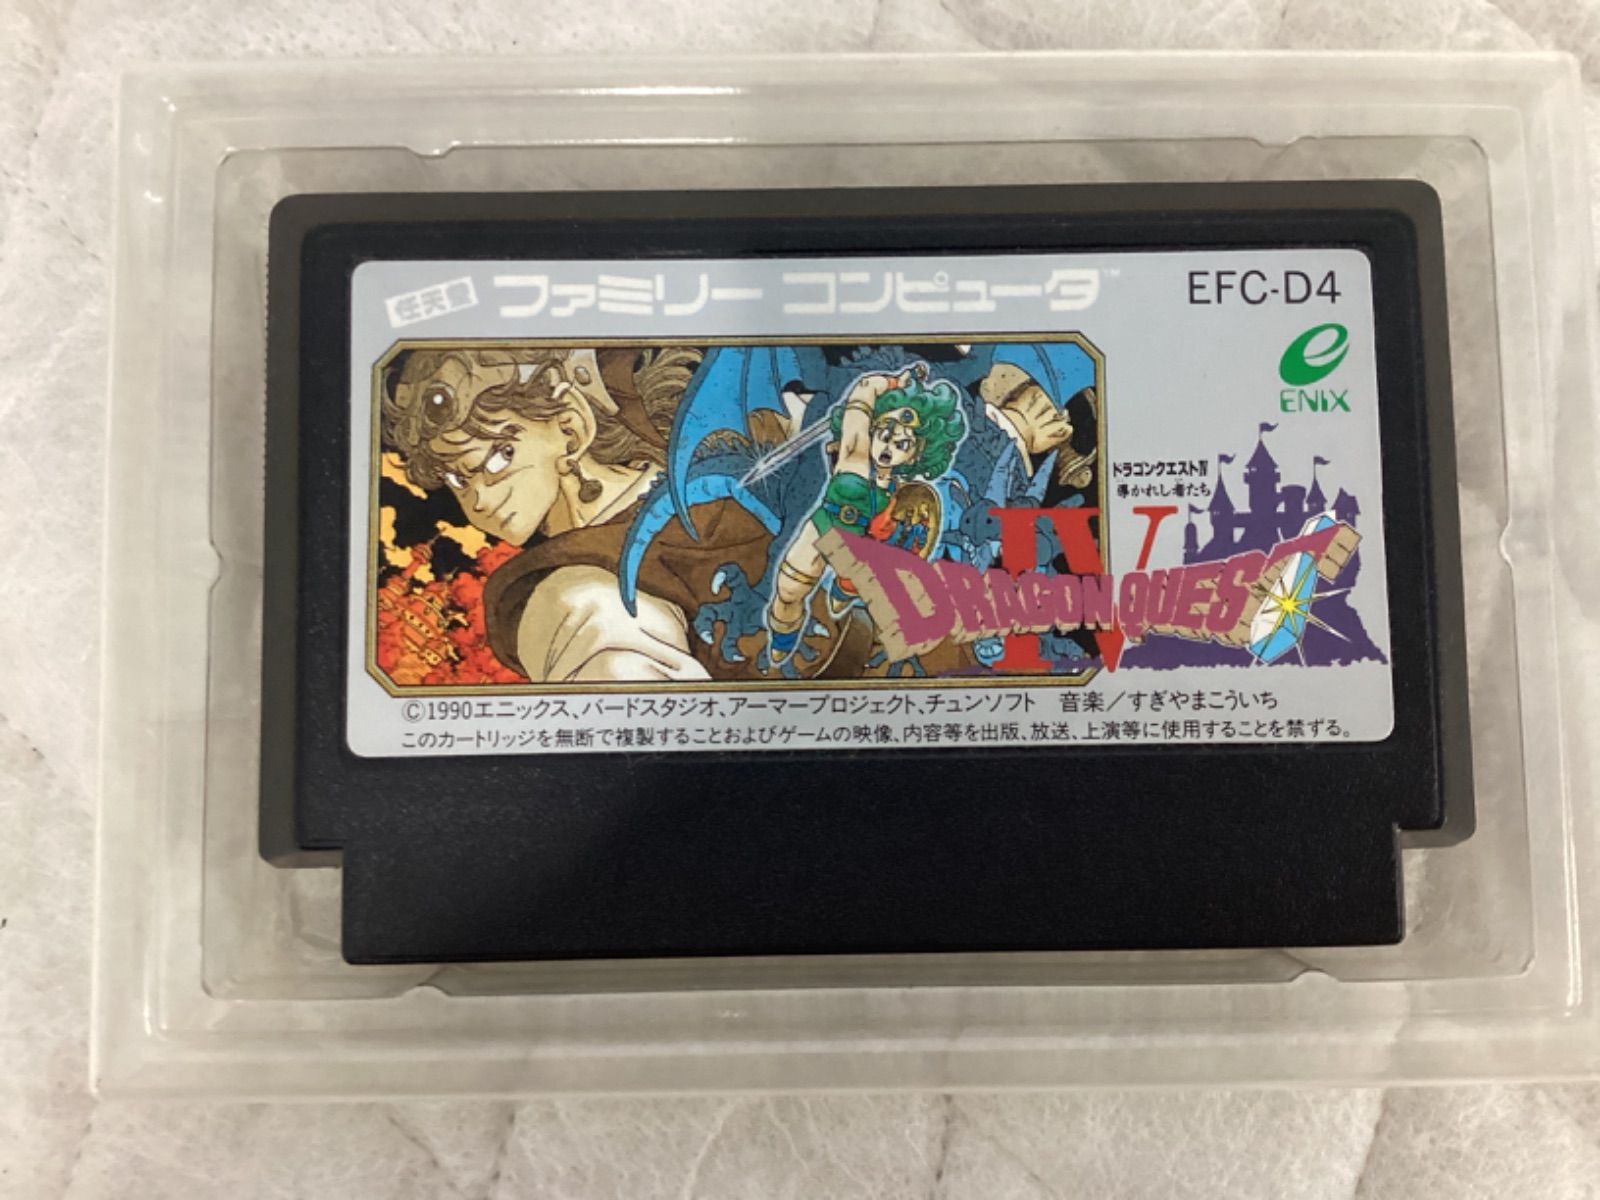 任天堂 ファミリー コンピュータ™ EFC-D4
ENIX
ドラゴンクエストⅣ
導かれし者たち
IV
DRAGON QUEST
©1990エニックス、バードスタジオ、アーマープロジェクト、チュンソフト 音楽／すぎやまこういち
このカートリッジを無断で複製することおよびゲームの映像、内容等を出版、放送、上演等に使用することを禁ずる。